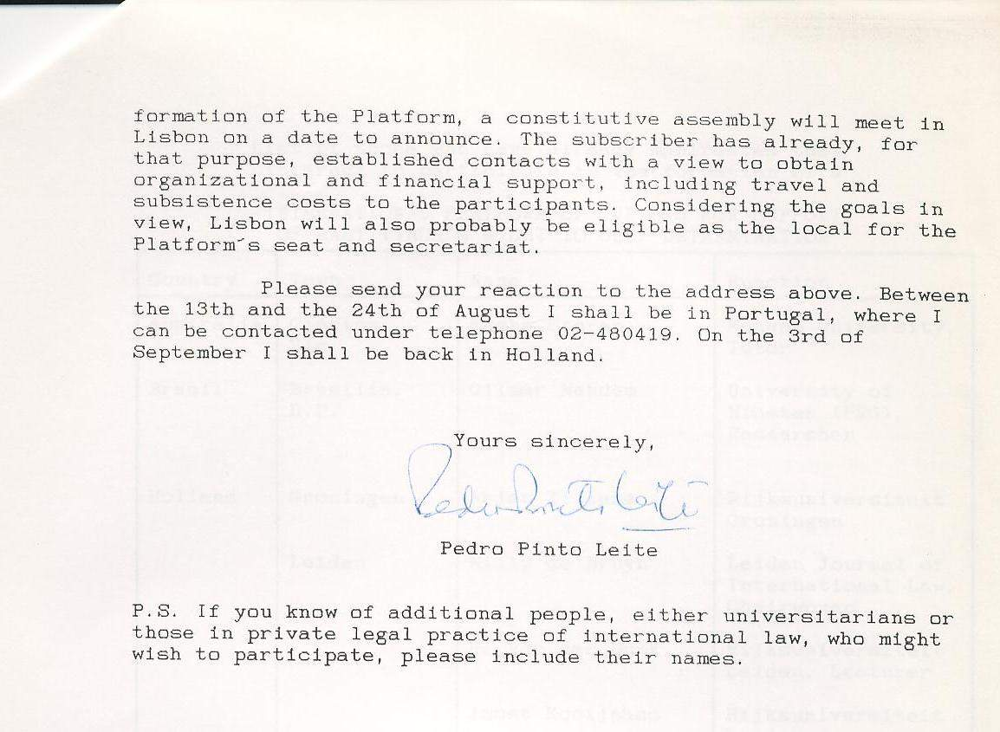 formation of the Platform, a constitutive assembly will meet in
Lisbon on a date to announce. The subscriber has already, for
that purpose, established contacts with a view to obtain
organizational and financial support, including travel and
subsistence costs to the participants. Considering the goals in
view, Lisbon will also probably be eligible as the local for the
Platform´s seat and secretariat.
Please send your reaction to the address above. Between
the 13th and the 24th of August I shall be in Portugal, where I
can be contacted under telephone 02-480419. On the 3rd of
September I shall be back in Holland.
Yours sincerely,
Pedro Pinto Leite
Pedro Pinto Leite
P.S. If you know of additional people, either universitarians or
those in private legal practice of international law, who might
wish to participate, please include their names.